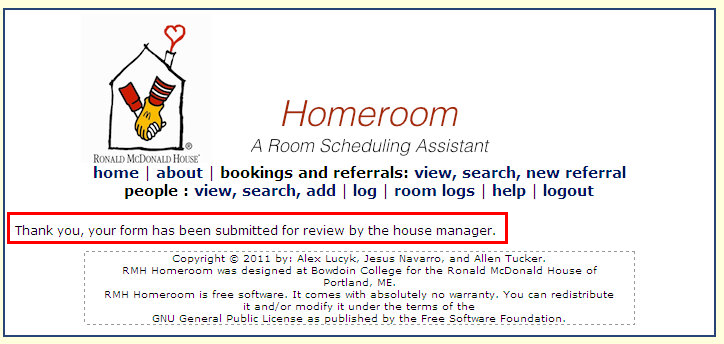 Homeroom
A Room Scheduling Assistant
®
RONALD MCDONALD HOUSE®
home | about | bookings and referrals: view, search, new referral
people : view, search, add | log | room logs | help | logout
Thank you, your form has been submitted for review by the house manager.
Copyright © 2011 by: Alex Lucyk, Jesus Navarro, and Allen Tucker.
RMH Homeroom was designed at Bowdoin College for the Ronald McDonald House of
Portland, ME.
RMH Homeroom is free software. It comes with absolutely no warranty. You can redistribute
it and/or modify it under the terms of the
GNU General Public License as published by the Free Software Foundation.